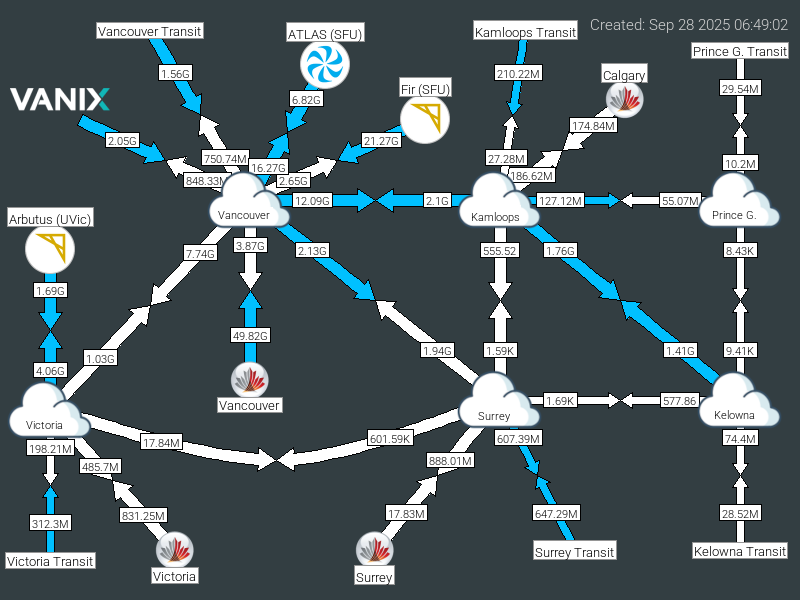 Created: Sep 28 2025 06:49:02
Vancouver Transit
ATLAS (SFU)
Kamloops Transit
Prince G. Transit
1.56G
210.22M
Calgary
Fir (SFU)
29.54M
VANIX
6.82G
174.84M
2.05G
21.27G
750.74M
27.28M
10.2M
16.27G
848.33M
2.65G
186.62M
12.09G
2.1G
127.12M
55.07M
Vancouver
Kamloops
Prince G.
Arbutus (UVic)
7.74G
3.87G
2.13G
555.52
1.76G
8.43K
1.69G
49.82G
1.03G
1.94G
1.59K
1.41G
9.41K
4.06G
Vancouver
1.69K
577.86
Victoria
Surrey
Kelowna
198.21M
17.84M
601.59K
607.39M
74.4M
485.7M
888.01M
312.3M
831.25M
17.83M
647.29M
28.52M
Victoria Transit
Victoria
Surrey
Surrey Transit
Kelowna Transit